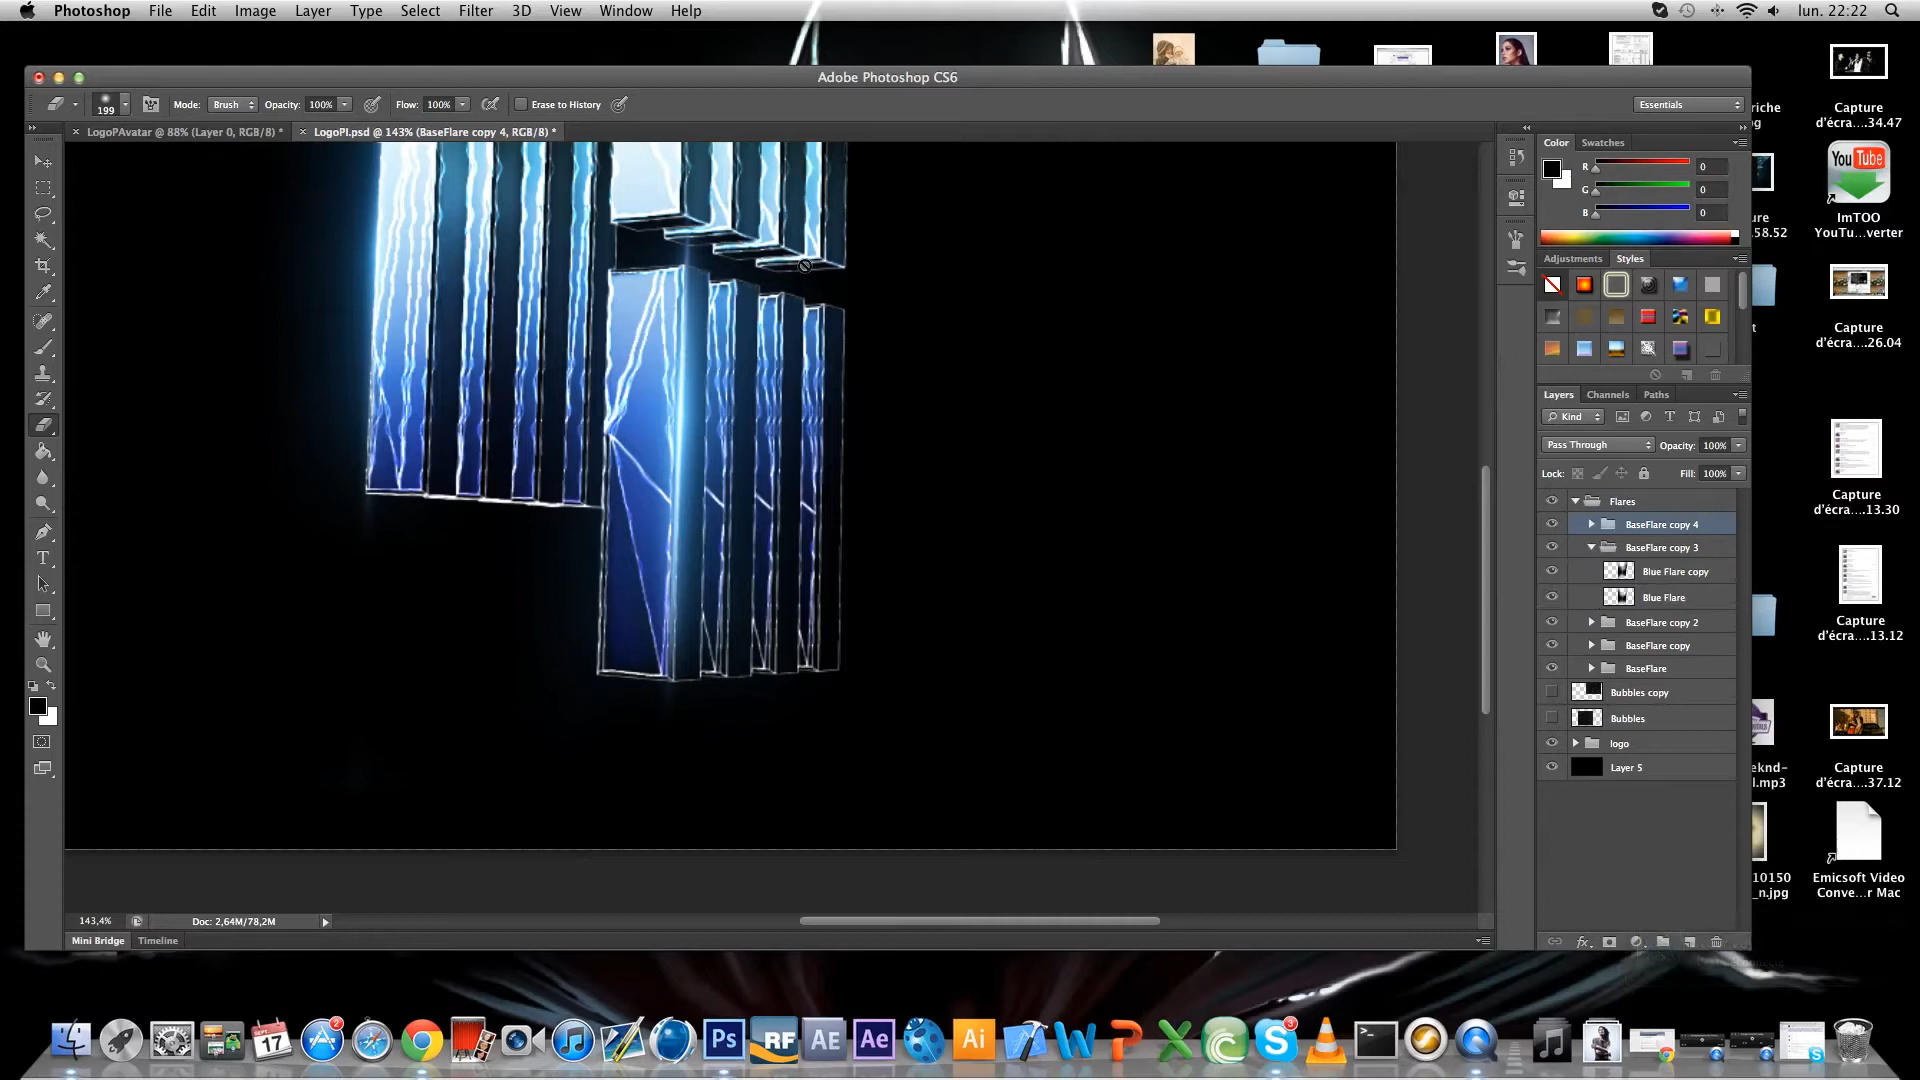 Photoshop File Edit Image Layer Type Select Filter 3D View Window Help lun. 22:22
Adobe Photoshop CS6
199 Mode: Brush Opacity: 100% Flow: 100% Erase to History Essentials
LogoPAvatar @ 88% (Layer 0, RGB/8) * LogoPI.psd @ 143% (BaseFlare copy 4, RGB/8) *
Color Swatches
R 0
G 0
B 0
Adjustments Styles
Layers Channels Paths
Kind
Pass Through Opacity: 100%
Lock: Fill: 100%
Flares
BaseFlare copy 4
BaseFlare copy 3
Blue Flare copy
Blue Flare
BaseFlare copy 2
BaseFlare copy
BaseFlare
Bubbles copy
Bubbles
logo
Layer 5
143,4% Doc: 2,64M/78,2M
Mini Bridge Timeline
Capture
d'écra....34.47
YouTube
ImTOO
YouTu...verter
Capture
d'écra....26.04
Capture
d'écra....13.30
Capture
d'écra....13.12
Capture
d'écra....37.12
Emicsoft Video
Conve...r Mac
riche
.58.52
eknd-
l.mp3
10150
_n.jpg
SEPT.
17
2
Ps
RF
AE
Ae
Ai
W
P
X
3